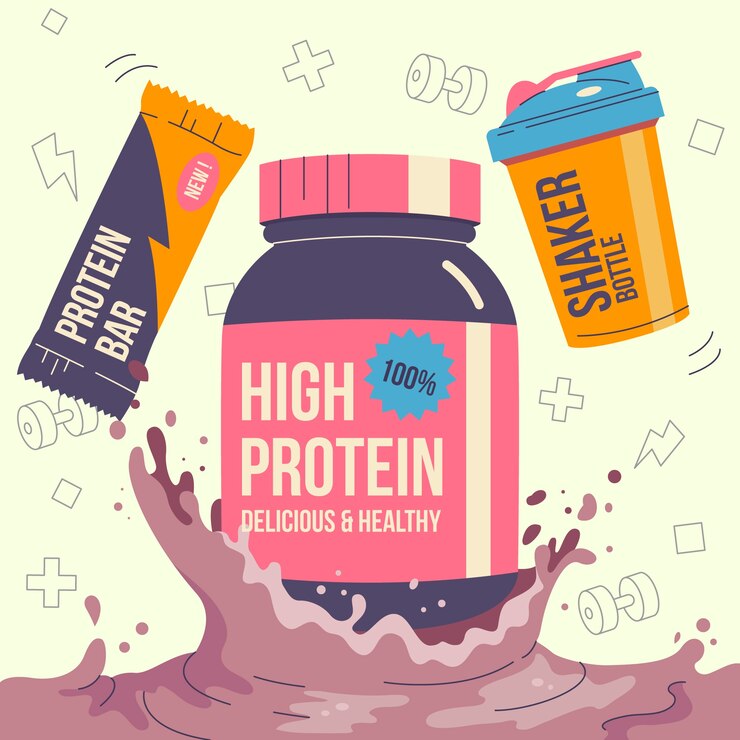 NEW!
PROTEIN
BAR
SHAKER
BOTTLE
100%
HIGH
PROTEIN
DELICIOUS & HEALTHY